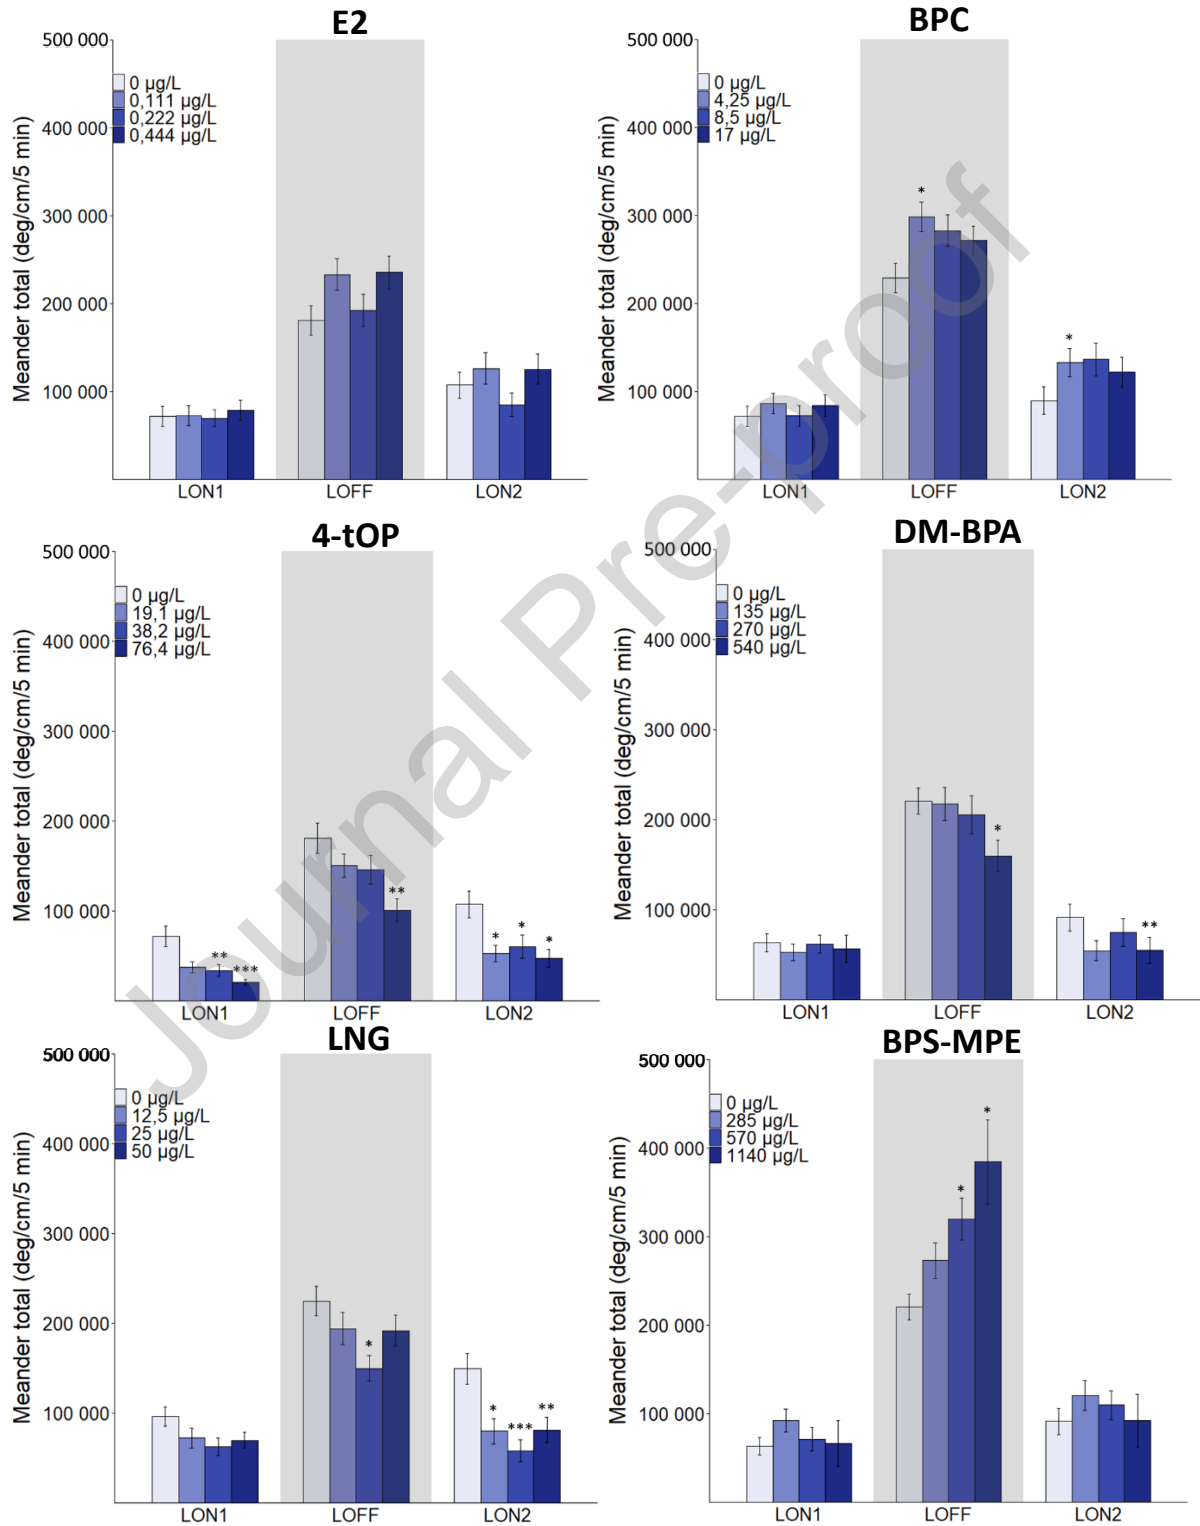 E2
500 000
400 000
300 000
200 000
100 000
Meander total (deg/cm/5 min)
0 µg/L
0,111 µg/L
0,222 µg/L
0,444 µg/L
LON1 LOFF LON2
BPC
500 000
400 000
300 000
200 000
100 000
Meander total (deg/cm/5 min)
0 µg/L
4,25 µg/L
8,5 µg/L
17 µg/L
*
*
LON1 LOFF LON2
4-tOP
500 000
400 000
300 000
200 000
100 000
Meander total (deg/cm/5 min)
0 µg/L
19,1 µg/L
38,2 µg/L
76,4 µg/L
** *** ** * * *
LON1 LOFF LON2
DM-BPA
500 000
400 000
300 000
200 000
100 000
Meander total (deg/cm/5 min)
0 µg/L
135 µg/L
270 µg/L
540 µg/L
* **
LON1 LOFF LON2
LNG
500 000
400 000
300 000
200 000
100 000
Meander total (deg/cm/5 min)
0 µg/L
12,5 µg/L
25 µg/L
50 µg/L
* * *** **
LON1 LOFF LON2
BPS-MPE
500 000
400 000
300 000
200 000
100 000
Meander total (deg/cm/5 min)
0 µg/L
285 µg/L
570 µg/L
1140 µg/L
* *
LON1 LOFF LON2
Journal Pre-proof